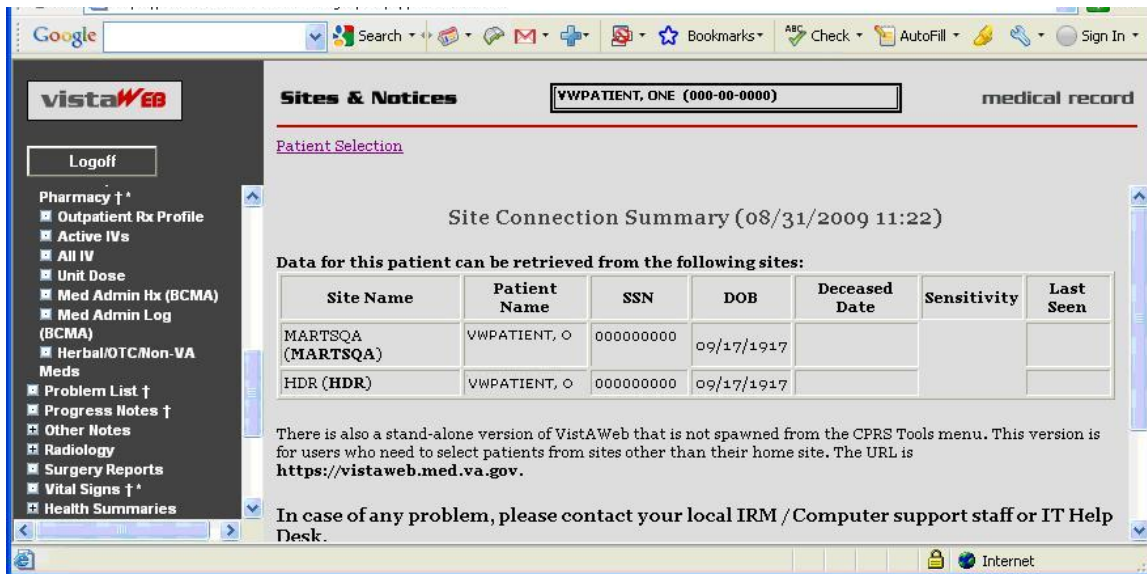 Google
Search
Bookmarks
ABC Check
AutoFill
Sign In
vistaWEB
Logoff
Pharmacy † *
Outpatient Rx Profile
Active IVs
All IV
Unit Dose
Med Admin Hx (BCMA)
Med Admin Log
(BCMA)
Herbal/OTC/Non-VA
Meds
Problem List †
Progress Notes †
Other Notes
Radiology
Surgery Reports
Vital Signs † *
Health Summaries
Sites & Notices
VWPATIENT, ONE (000-00-0000)
medical record
Patient Selection
Site Connection Summary (08/31/2009 11:22)
Data for this patient can be retrieved from the following sites:
Site Name Patient Name SSN DOB Deceased Date Sensitivity Last Seen
MARTSQA (MARTSQA) VWPATIENT, O 000000000 09/17/1917
HDR (HDR) VWPATIENT, O 000000000 09/17/1917
There is also a stand-alone version of VistAWeb that is not spawned from the CPRS Tools menu. This version is
for users who need to select patients from sites other than their home site. The URL is
https://vistaweb.med.va.gov.
In case of any problem, please contact your local IRM / Computer support staff or IT Help
Desk.
Internet